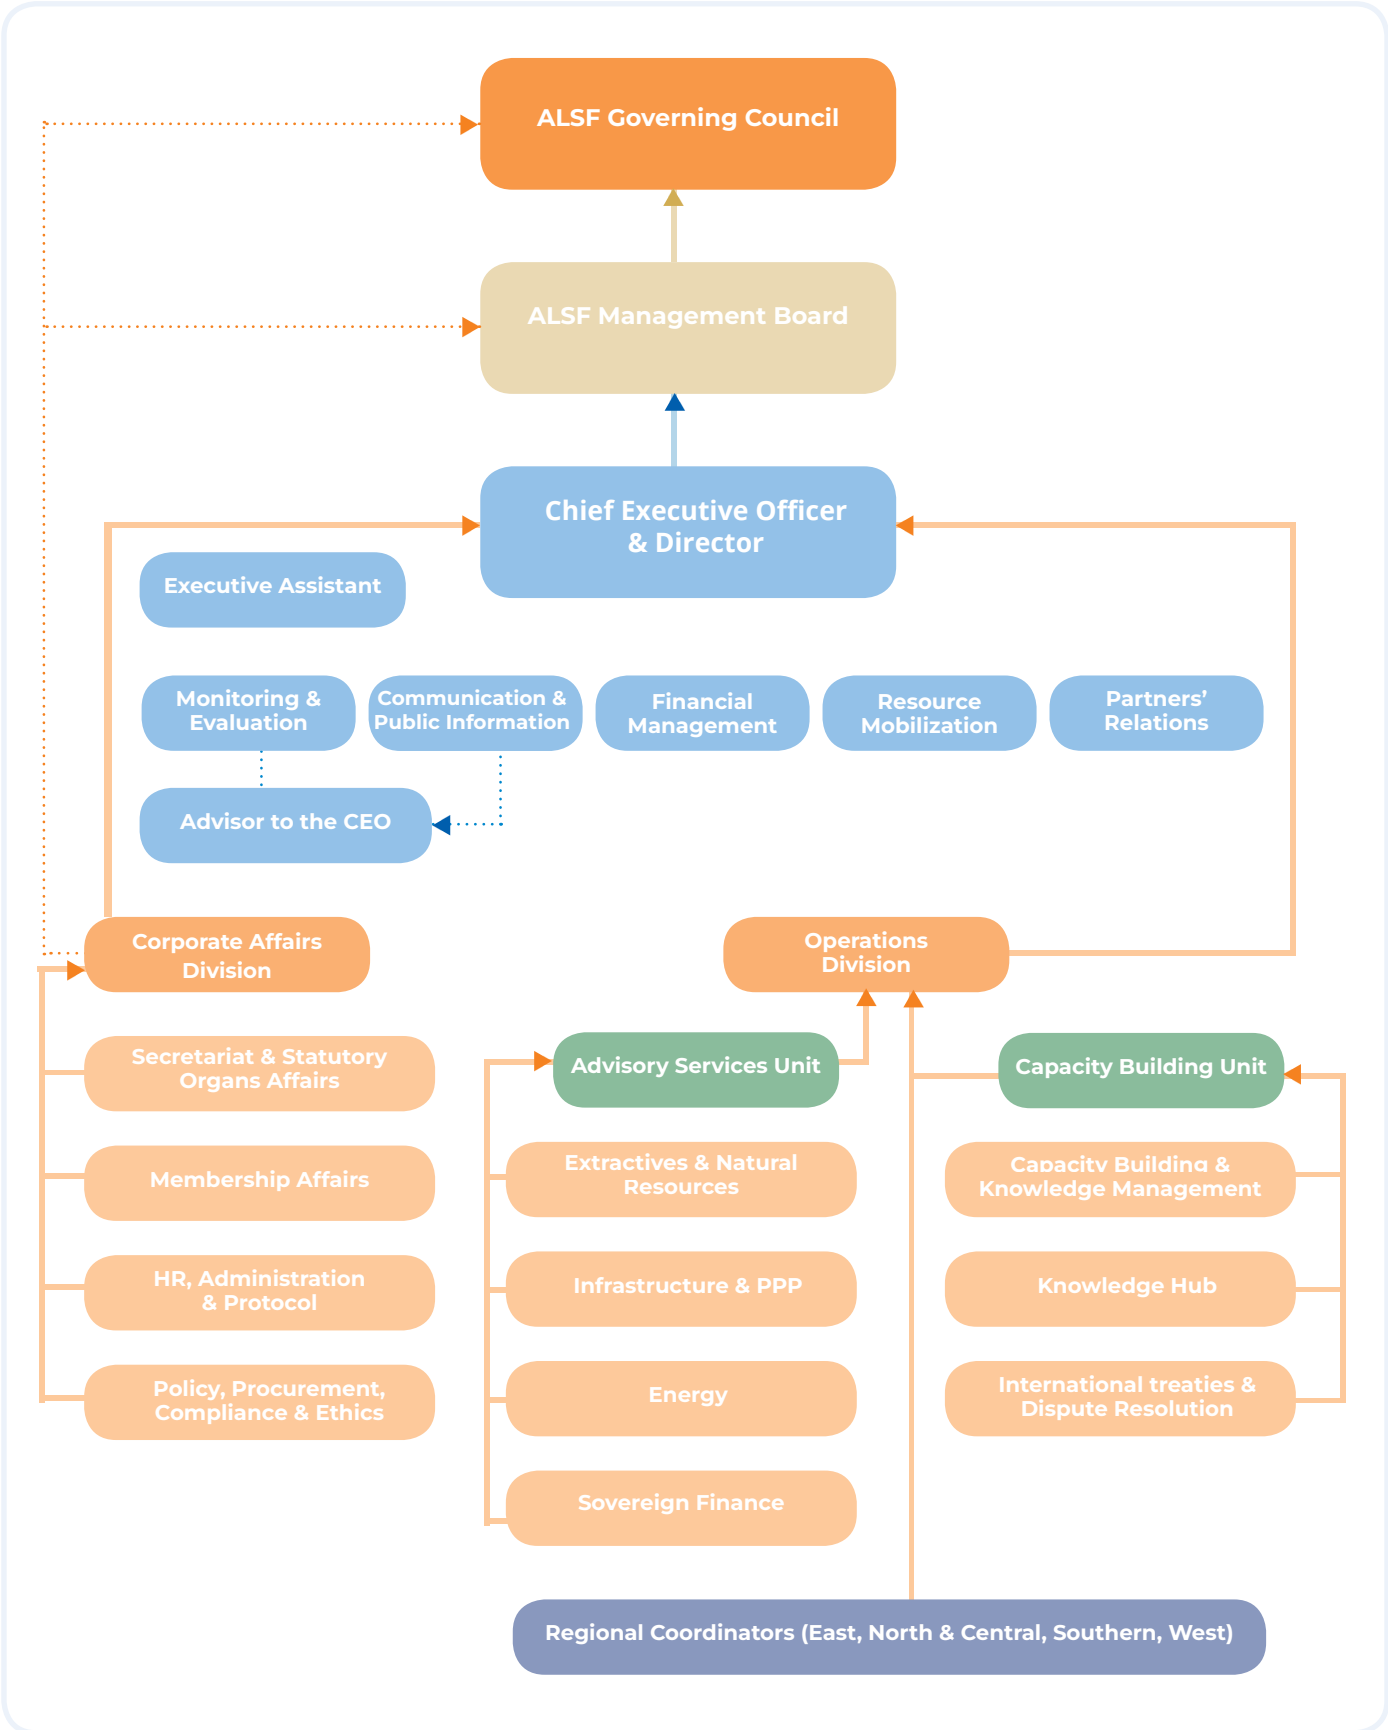 ALSF Governing Council
ALSF Management Board
Chief Executive Officer
& Director
Executive Assistant
Monitoring &
Evaluation
Communication &
Public Information
Financial
Management
Resource
Mobilization
Partners’
Relations
Advisor to the CEO
Corporate Affairs
Division
Operations
Division
Secretariat & Statutory
Organs Affairs
Membership Affairs
HR, Administration
& Protocol
Policy, Procurement,
Compliance & Ethics
Advisory Services Unit
Extractives & Natural
Resources
Infrastructure & PPP
Energy
Sovereign Finance
Capacity Building Unit
Capacity Building &
Knowledge Management
Knowledge Hub
International treaties &
Dispute Resolution
Regional Coordinators (East, North & Central, Southern, West)